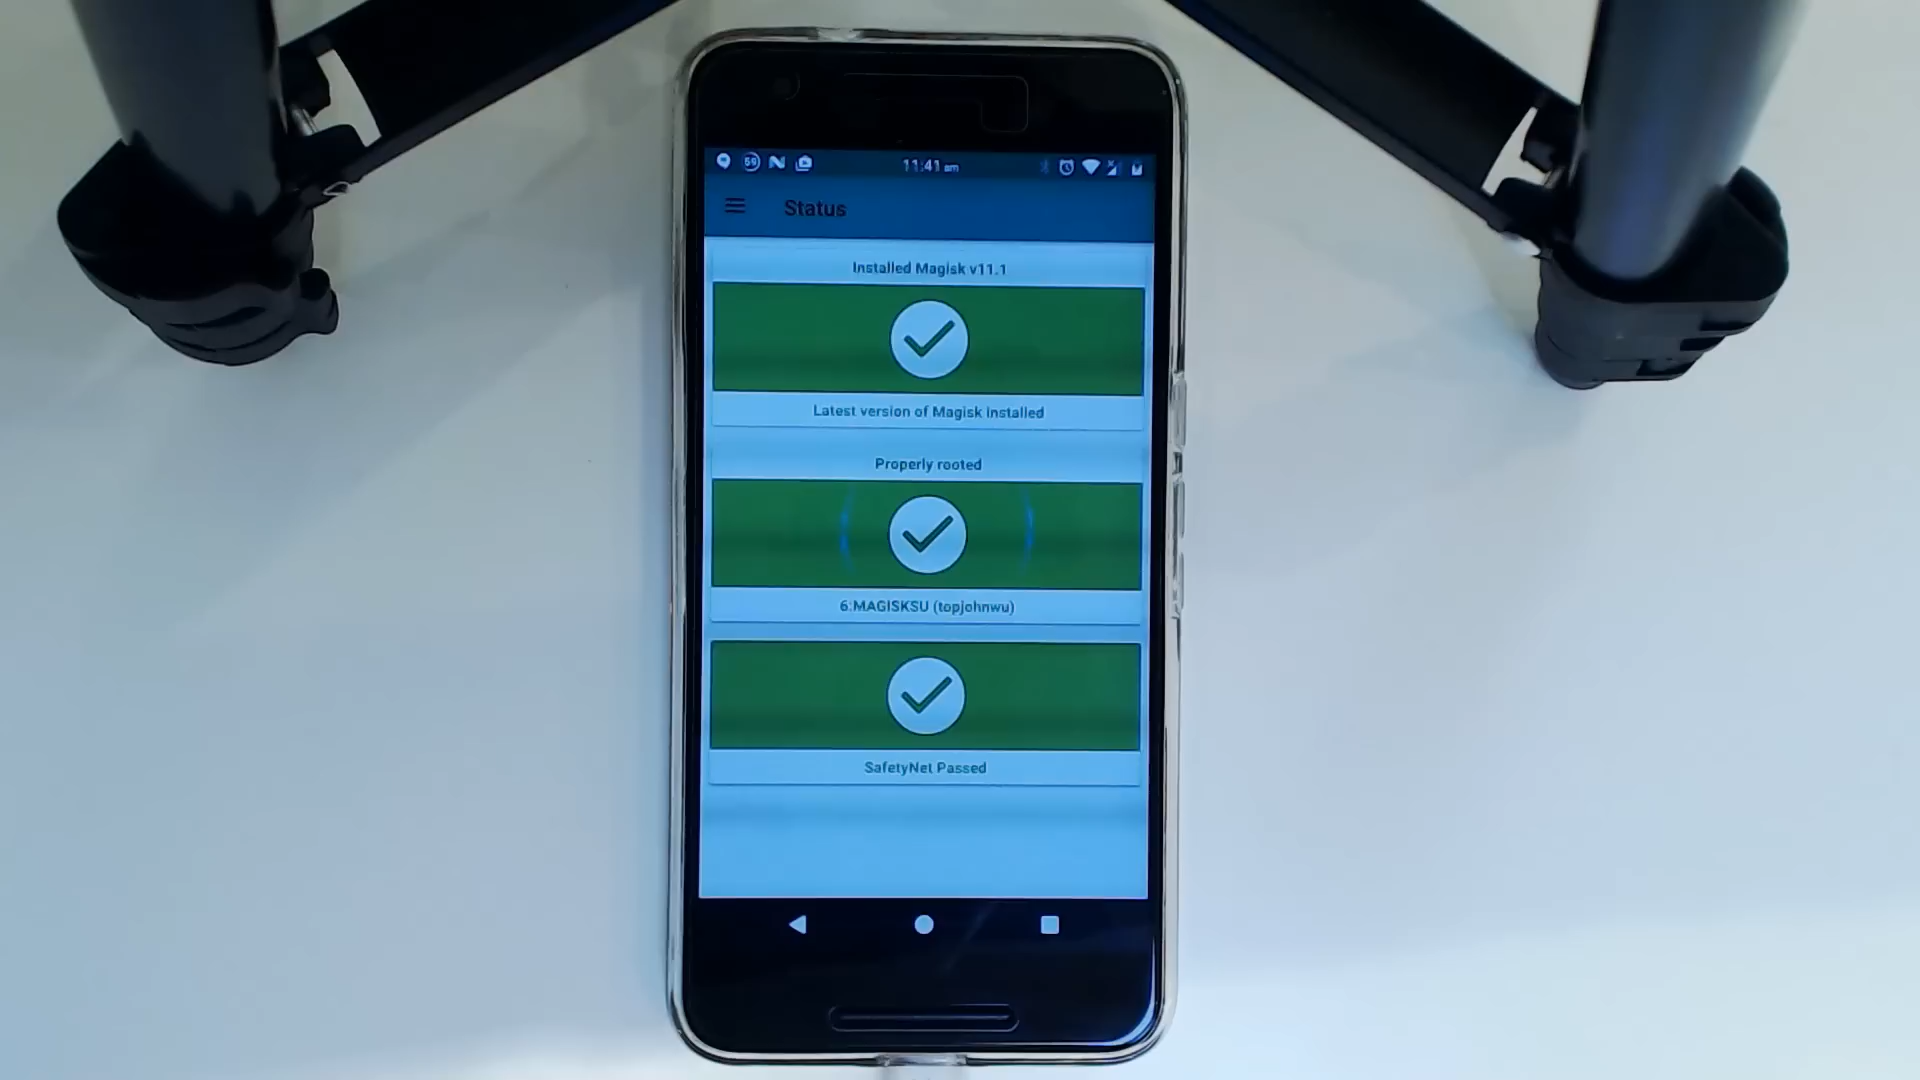 59
11:41 am
Status
Installed Magisk v11.1
Latest version of Magisk installed
Properly rooted
6:MAGISKSU (topjohnwu)
SafetyNet Passed